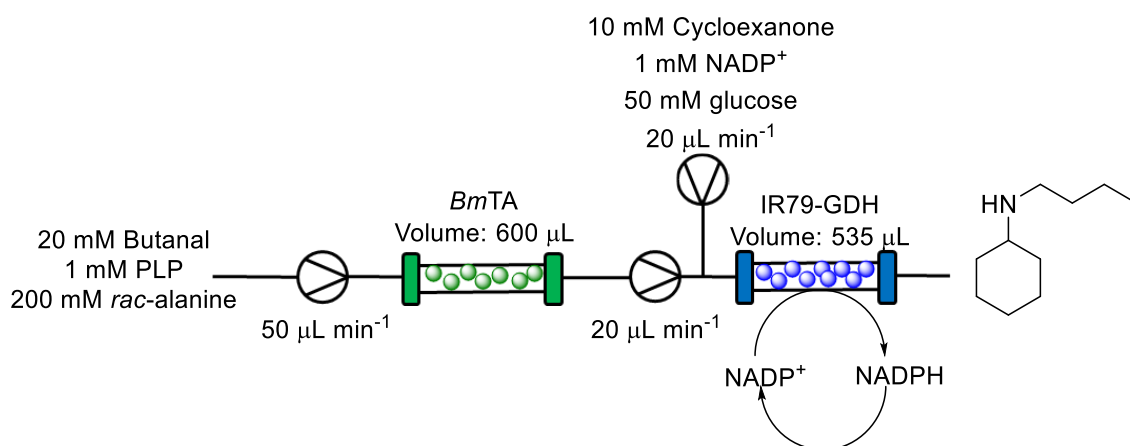 10 mM Cycloexanone
1 mM NADP⁺
50 mM glucose
20 μL min⁻¹
BmTA
Volume: 600 μL
IR79-GDH
Volume: 535 μL
20 mM Butanal
1 mM PLP
200 mM rac-alanine
50 μL min⁻¹
20 μL min⁻¹
HN
NADP⁺
NADPH